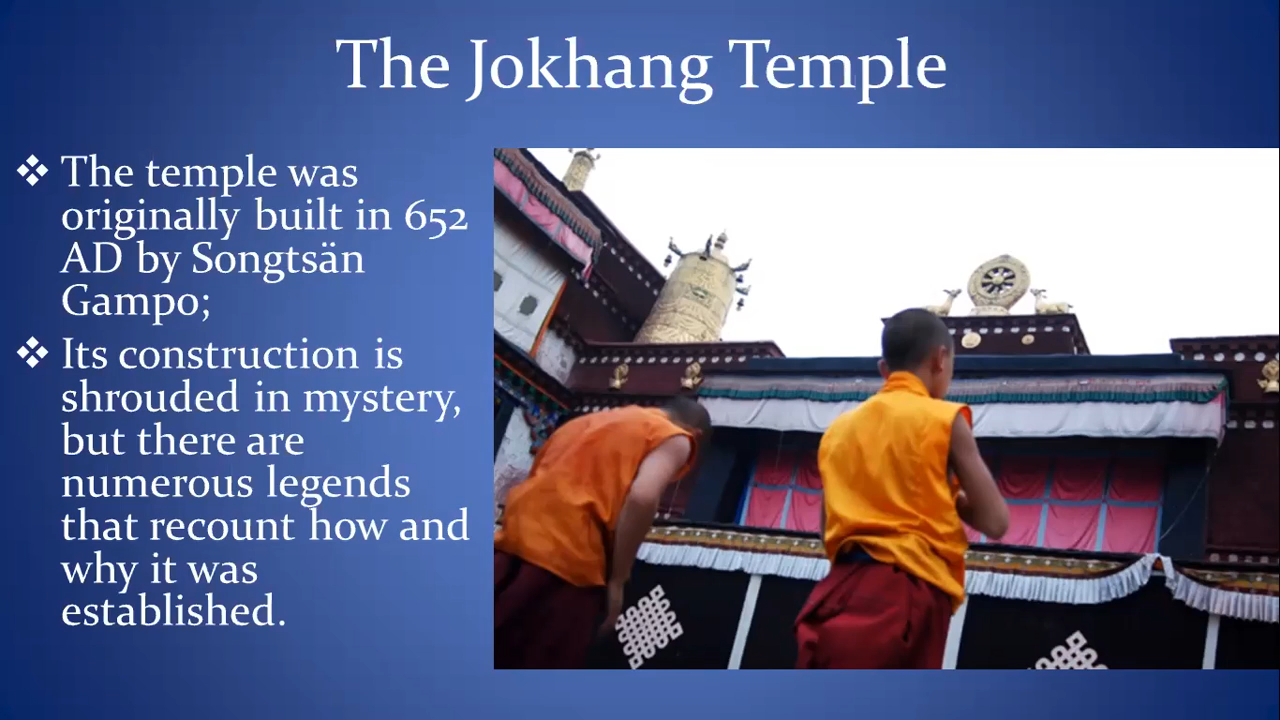 The Jokhang Temple
❖ The temple was
originally built in 652
AD by Songtsän
Gampo;
❖ Its construction is
shrouded in mystery,
but there are
numerous legends
that recount how and
why it was
established.